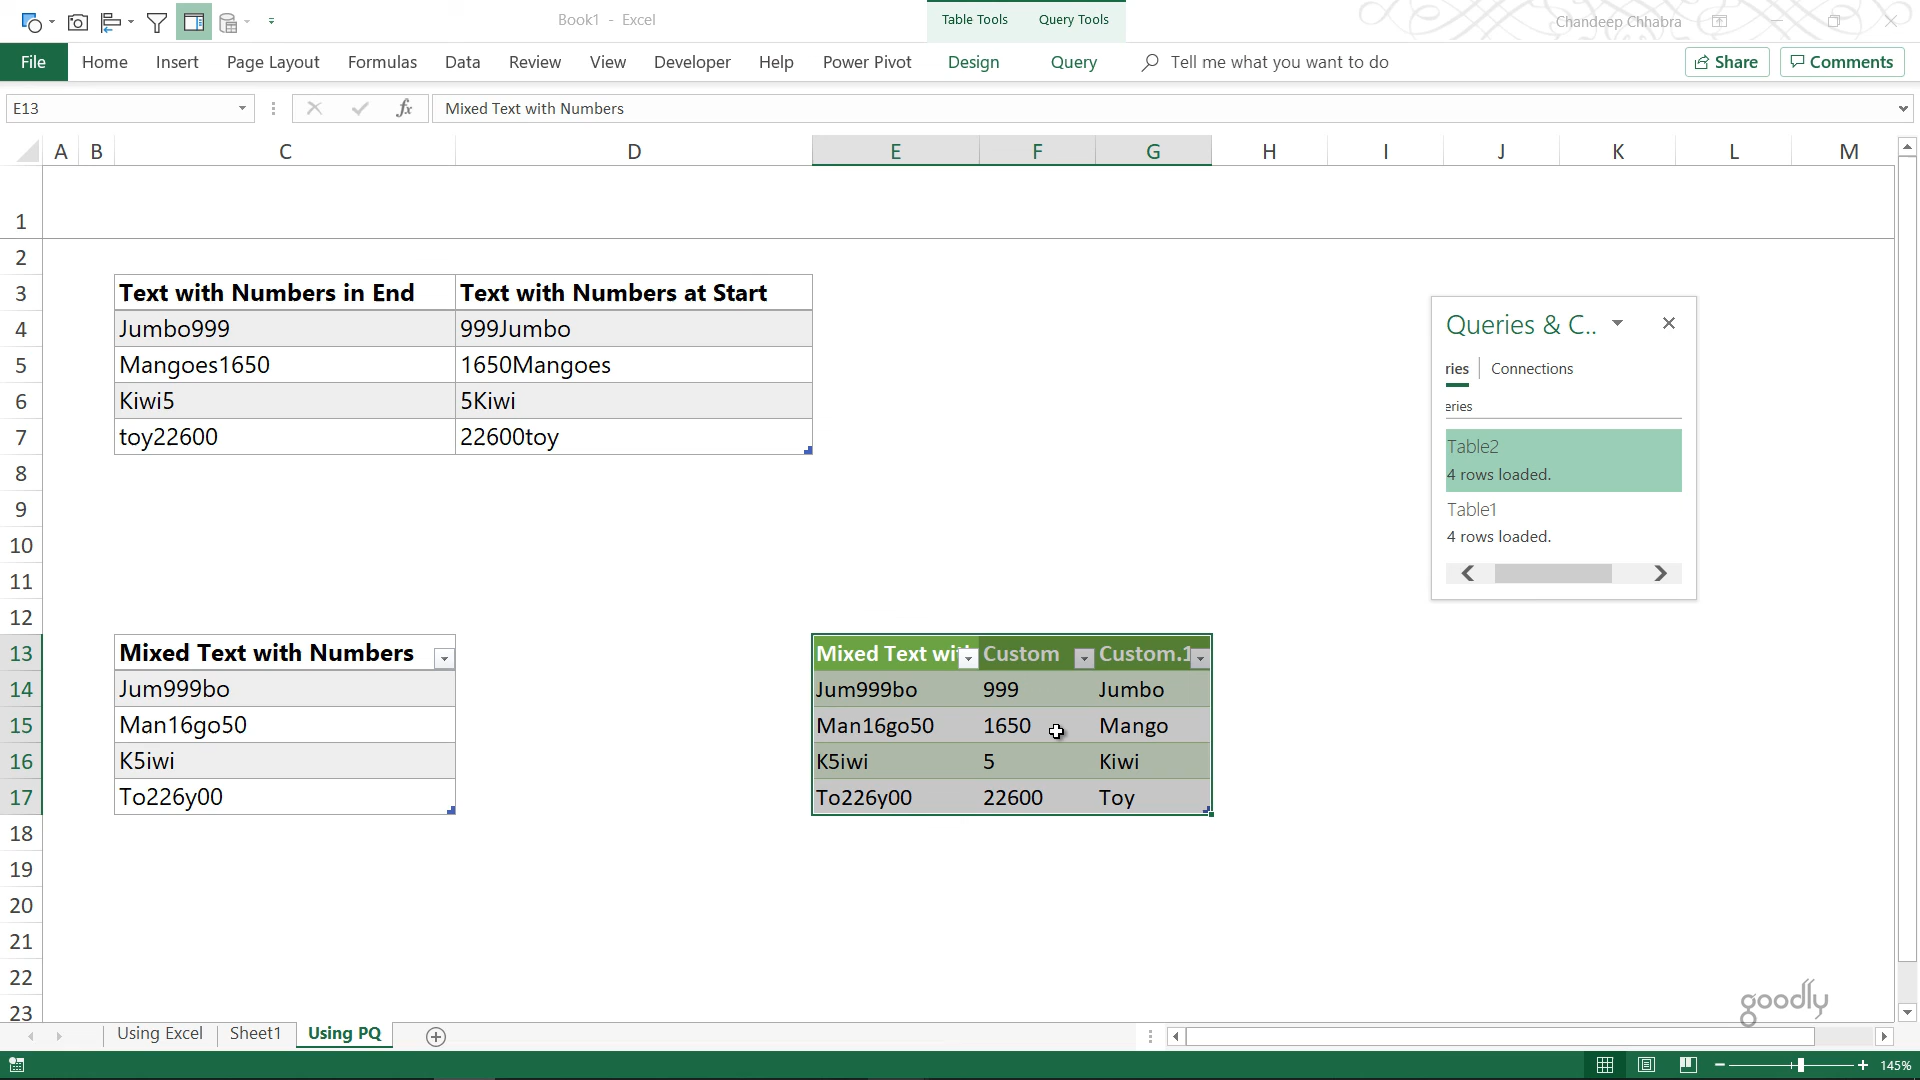 Book1 - Excel
Table Tools
Query Tools
Chandeep Chhabra
File Home Insert Page Layout Formulas Data Review View Developer Help Power Pivot Design Query Tell me what you want to do Share Comments
E13 fx Mixed Text with Numbers
A B C D E F G H I J K L M
1
2
3 Text with Numbers in End Text with Numbers at Start
4 Jumbo999 999Jumbo
5 Mangoes1650 1650Mangoes
6 Kiwi5 5Kiwi
7 toy22600 22600toy
8
9
10
11
12
13 Mixed Text with Numbers Mixed Text wit Custom Custom.1
14 Jum999bo Jum999bo 999 Jumbo
15 Man16go50 Man16go50 1650 Mango
16 K5iwi K5iwi 5 Kiwi
17 To226y00 To226y00 22600 Toy
18
19
20
21
22
23
Queries & C..
ries Connections
eries
Table2
4 rows loaded.
Table1
4 rows loaded.
goodly
Using Excel Sheet1 Using PQ
145%